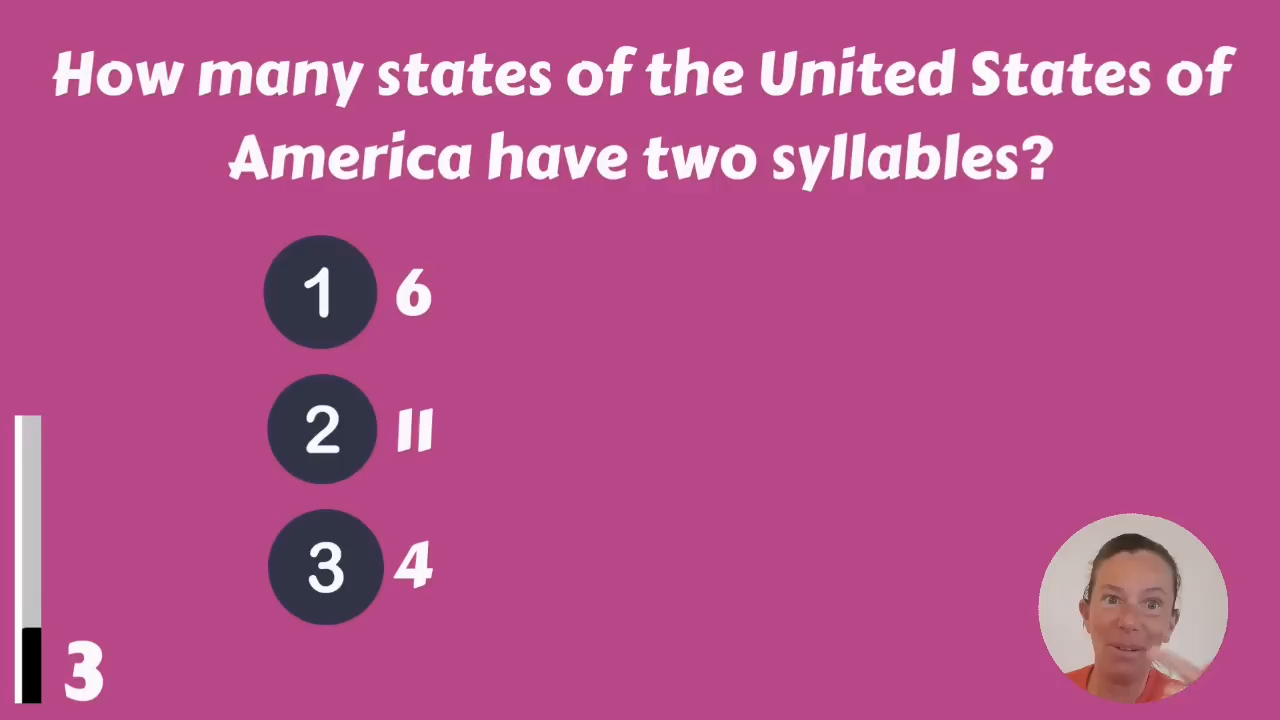 How many states of the United States of
America have two syllables?
1 6
2 11
3 4
3